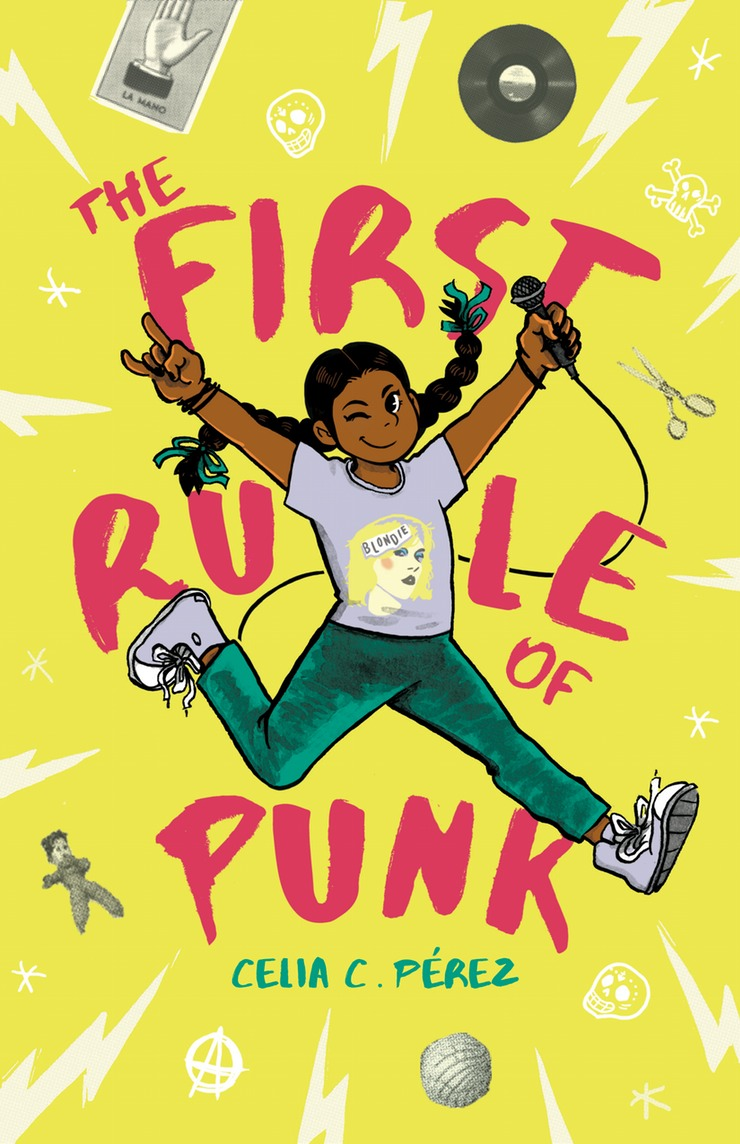 LA MANO
THE
FIRST
RULE
OF
BLONDIE
PUNK
CELIA C. PÉREZ